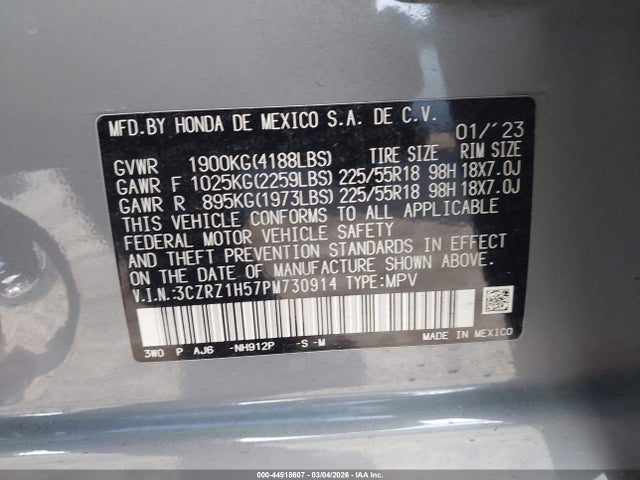 MFD.BY HONDA DE MEXICO S.A. DE C.V. 01/'23
GVWR 1900KG(4188LBS) TIRE SIZE RIM SIZE
GAWR F 1025KG(2259LBS) 225/55R18 98H 18X7.0J
GAWR R 895KG(1973LBS) 225/55R18 98H 18X7.0J
THIS VEHICLE CONFORMS TO ALL APPLICABLE
FEDERAL MOTOR VEHICLE SAFETY
AND THEFT PREVENTION STANDARDS IN EFFECT
ON THE DATE OF MANUFACTURE SHOWN ABOVE.
V.I.N.:3CZRZ1H57PM730914 TYPE:MPV
3W0 P AJ6 -NH912P -S -M MADE IN MEXICO
000-44518607 - 03/04/2026 - IAA Inc.